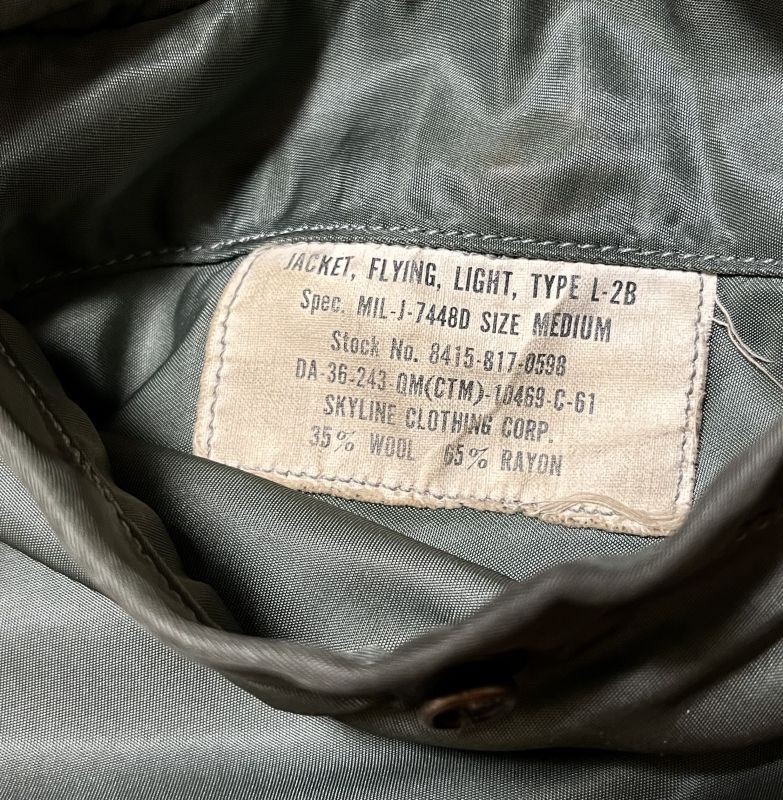 JACKET, FLYING, LIGHT, TYPE L-2B
Spec. MIL-J-7448D SIZE MEDIUM
Stock No. 8415-817-0598
DA-36-243-QM(CTM)-10469-C-61
SKYLINE CLOTHING CORP.
35% WOOL 65% RAYON